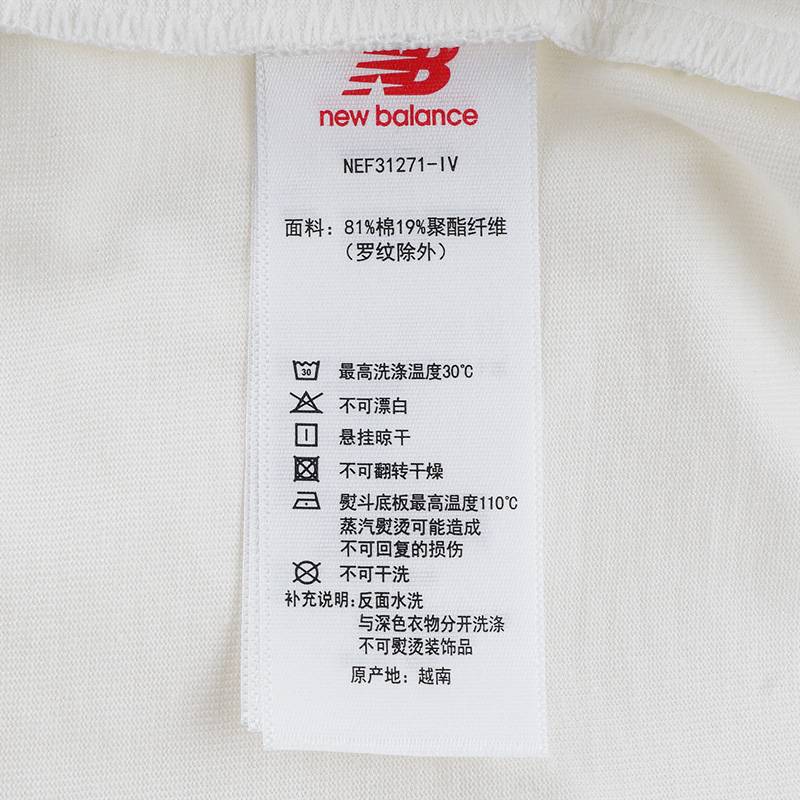 NB
new balance
NEF31271-IV
面料：81%棉19%聚酯纤维
（罗纹除外）
30 最高洗涤温度30℃
不可漂白
悬挂晾干
不可翻转干燥
熨斗底板最高温度110℃
蒸汽熨烫可能造成
不可回复的损伤
不可干洗
补充说明:反面水洗
与深色衣物分开洗涤
不可熨烫装饰品
原产地：越南